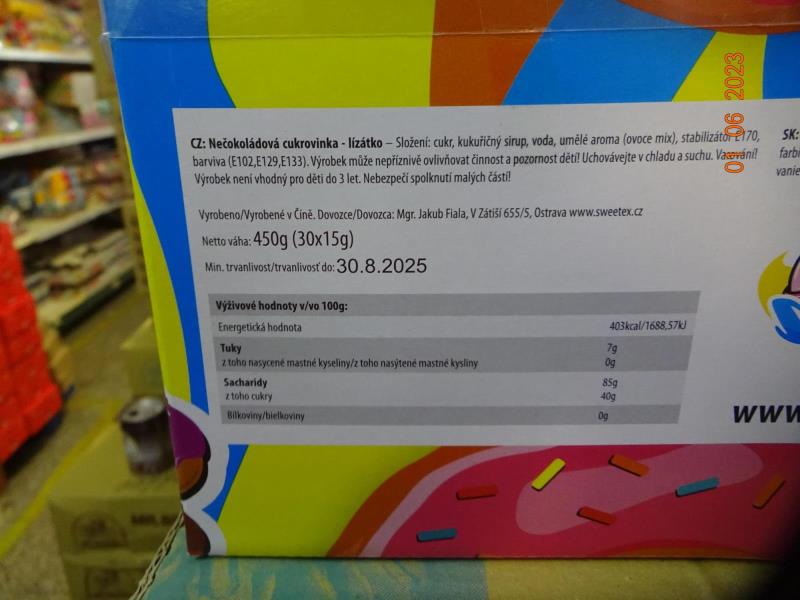 CZ: Nečokoládová cukrovinka - lízátko – Složení: cukr, kukuřičný sirup, voda, umělé aroma (ovoce mix), stabilizátor E170,
barviva (E102,E129,E133). Výrobek může nepříznivě ovlivňovat činnost a pozornost dětí! Uchovávejte v chladu a suchu. Varování!
Výrobek není vhodný pro děti do 3 let. Nebezpečí spolknutí malých částí!
SK:
farbi
vanie
Vyrobeno/Vyrobené v Číně. Dovozce/Dovozca: Mgr. Jakub Fiala, V Zátiší 655/5, Ostrava www.sweetex.cz
Netto váha: 450g (30x15g)
Min. trvanlivost/trvanlivosť do: 30.8.2025
Výživové hodnoty v/vo 100g:
Energetická hodnota 403kcal/1688,57kJ
Tuky 7g
z toho nasycené mastné kyseliny/z toho nasýtené mastné kysliny 0g
Sacharidy 85g
z toho cukry 40g
Bílkoviny/bielkoviny 0g
www
01 06 2023